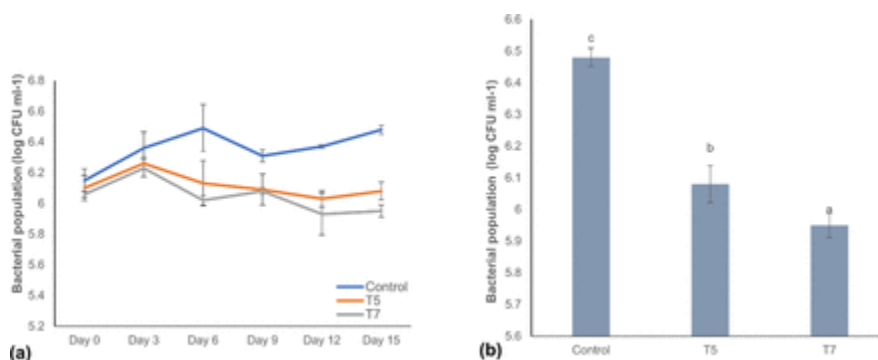 Bacterial population (log CFU ml-1)
6.8
6.6
6.4
6.2
6
5.8
5.6
5.4
5.2
Day 0 Day 3 Day 6 Day 9 Day 12 Day 15
Control
T5
T7
(a)
Bacterial population (log CFU ml-1)
6.6
6.5
6.4
6.3
6.2
6.1
6
5.9
5.8
5.7
5.6
c
b
a
Control T5 T7
(b)